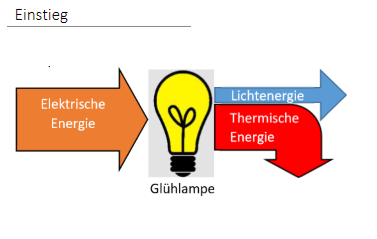 Einstieg
Elektrische
Energie
Lichtenergie
Thermische
Energie
Glühlampe